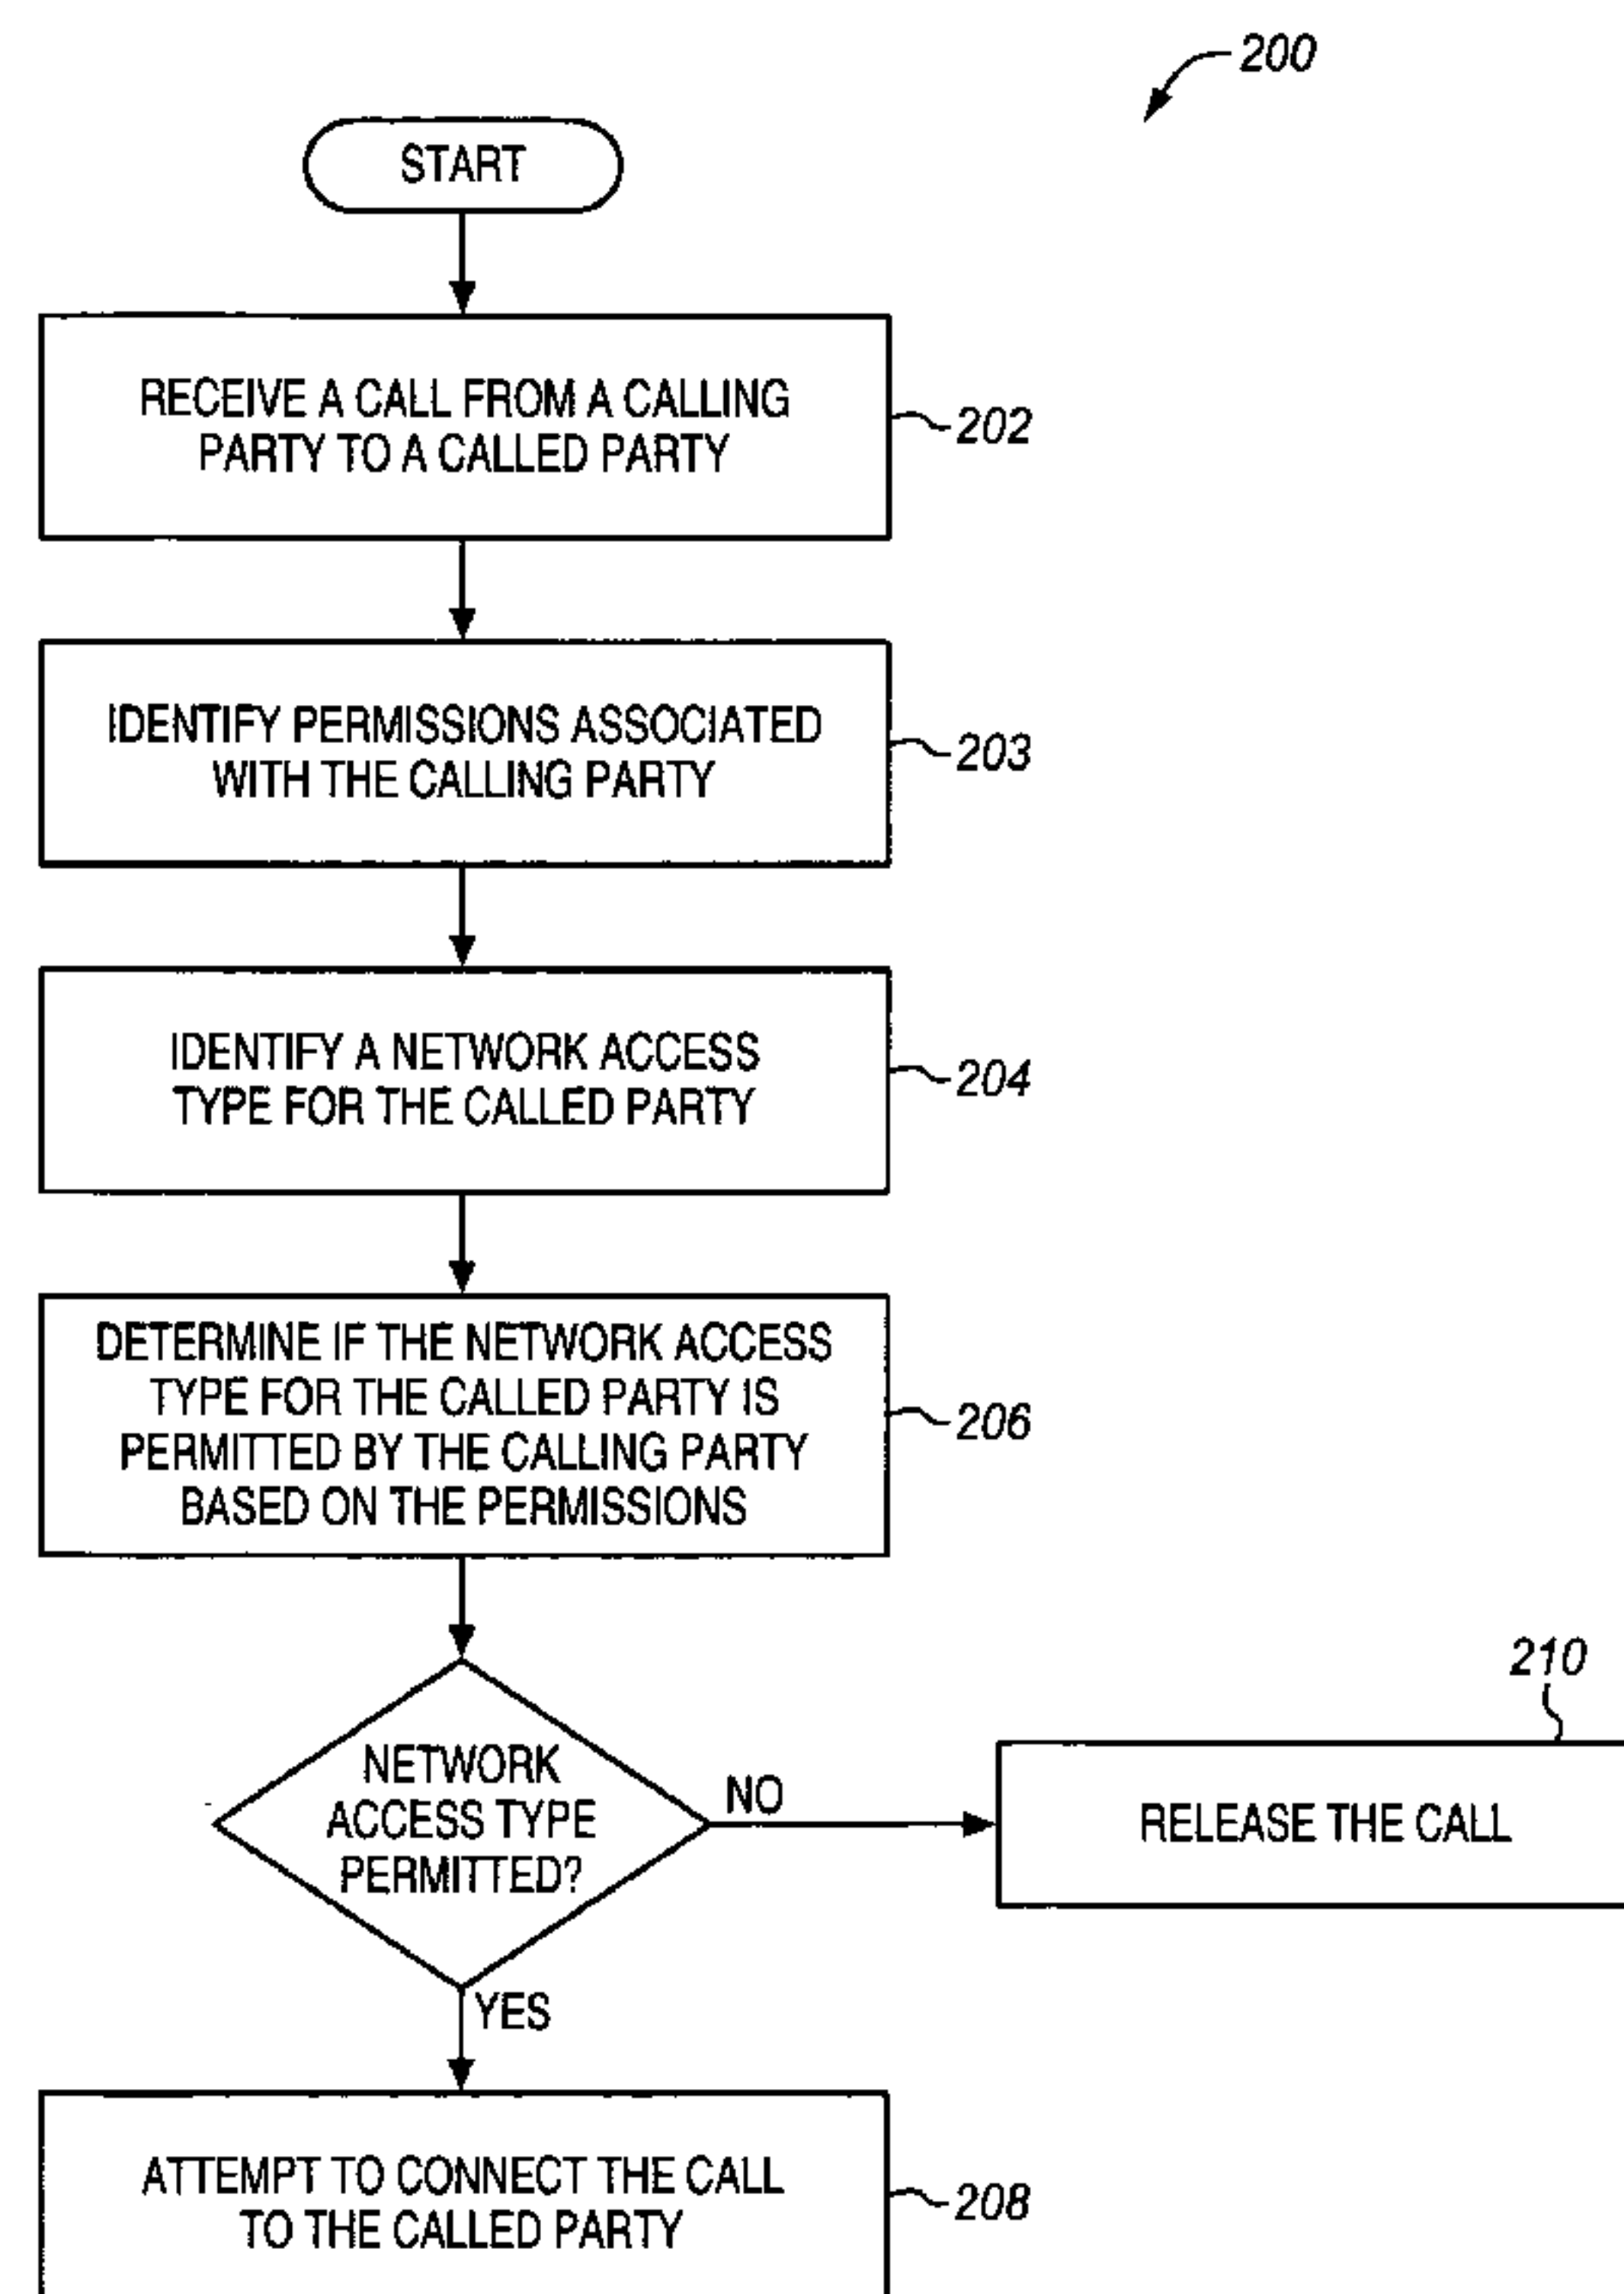 200
START
RECEIVE A CALL FROM A CALLING
PARTY TO A CALLED PARTY
202
IDENTIFY PERMISSIONS ASSOCIATED
WITH THE CALLING PARTY
203
IDENTIFY A NETWORK ACCESS
TYPE FOR THE CALLED PARTY
204
DETERMINE IF THE NETWORK ACCESS
TYPE FOR THE CALLED PARTY IS
PERMITTED BY THE CALLING PARTY
BASED ON THE PERMISSIONS
206
NETWORK
ACCESS TYPE
PERMITTED?
NO
210
RELEASE THE CALL
YES
ATTEMPT TO CONNECT THE CALL
TO THE CALLED PARTY
208